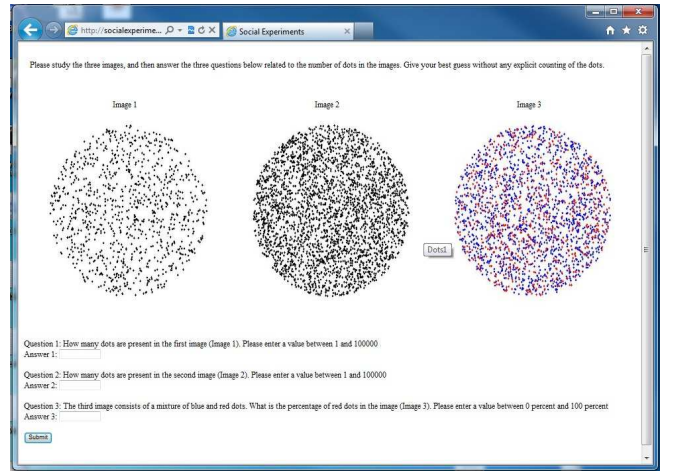 http://socialexperime...
Social Experiments
Please study the three images, and then answer the three questions below related to the number of dots in the images. Give your best guess without any explicit counting of the dots.
Image 1
Image 2
Image 3
Dots1
Question 1: How many dots are present in the first image (Image 1). Please enter a value between 1 and 100000
Answer 1:
Question 2: How many dots are present in the second image (Image 2). Please enter a value between 1 and 100000
Answer 2:
Question 3: The third image consists of a mixture of blue and red dots. What is the percentage of red dots in the image (Image 3). Please enter a value between 0 percent and 100 percent
Answer 3:
Submit